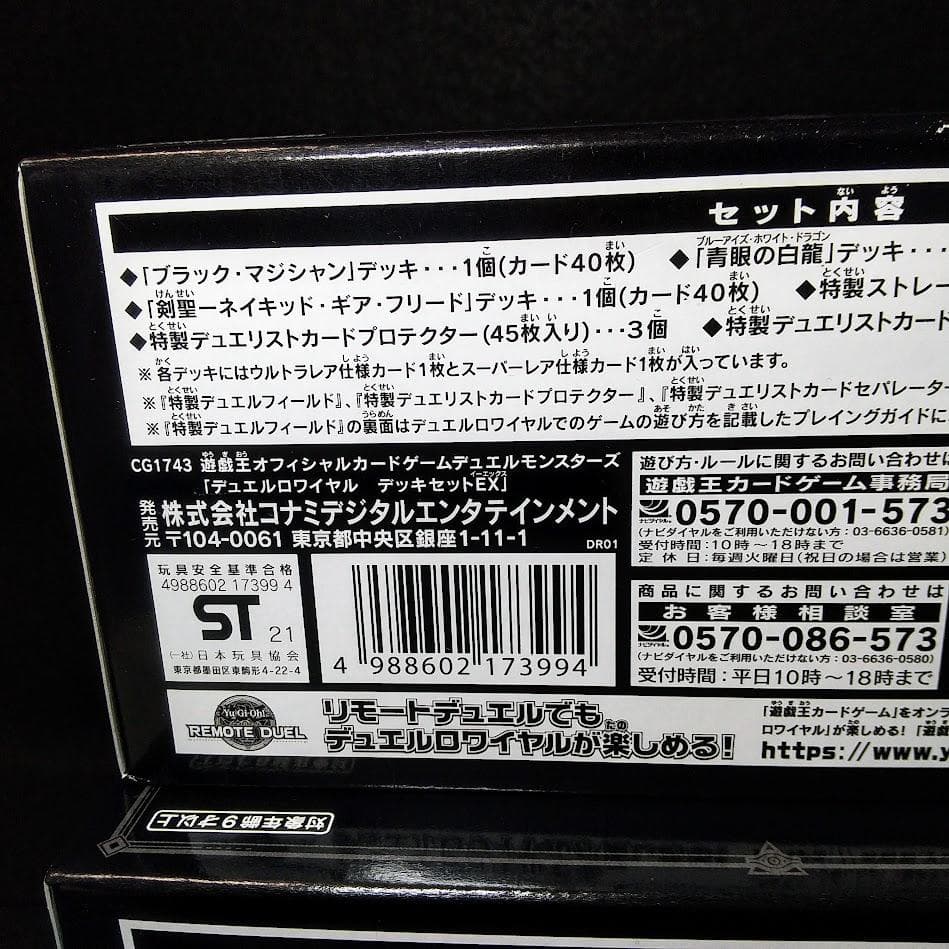 セット内容
◆「ブラック・マジシャン」デッキ・・・1個(カード40枚)
◆「青眼の白龍」デッキ・・・
◆「剣聖ーネイキッド・ギア・フリード」デッキ・・・1個(カード40枚)
◆特製ストレー
◆特製デュエリストカードプロテクター(45枚入り)・・・3個
◆特製デュエリストカード
※各デッキにはウルトラレア仕様カード1枚とスーパーレア仕様カード1枚が入っています。
※『特製デュエルフィールド』、『特製デュエリストカードプロテクター』、『特製デュエリストカードセパレーター
※『特製デュエルフィールド』の裏面はデュエルロワイヤルでのゲームの遊び方を記載したプレイングガイドに
CG1743 遊戯王オフィシャルカードゲームデュエルモンスターズ
「デュエルロワイヤル デッキセットEX」
発売元 株式会社コナミデジタルエンタテインメント
〒104-0061 東京都中央区銀座1-11-1
DR01
玩具安全基準合格
4988602 17399 4
ST 21
(一社)日本玩具協会
東京都墨田区東駒形4-22-4
4 988602 173994
遊び方・ルールに関するお問い合わせは
遊戯王カードゲーム事務局
ナビダイヤル 0570-001-573
(ナビダイヤルをご利用いただけない方:03-6636-0581)
受付時間:10時〜18時まで
定休日:毎週火曜日(祝日の場合は営業)
商品に関するお問い合わせは
お客様相談室
ナビダイヤル 0570-086-573
(ナビダイヤルをご利用いただけない方:03-6636-0580)
受付時間:平日10時〜18時まで
Yu-Gi-Oh!
REMOTE DUEL
リモートデュエルでも
デュエルロワイヤルが楽しめる!
「遊戯王カードゲーム」をオンラ
ロワイヤル」が楽しめる!「遊戯
https://www.y
対象年齢9才以上